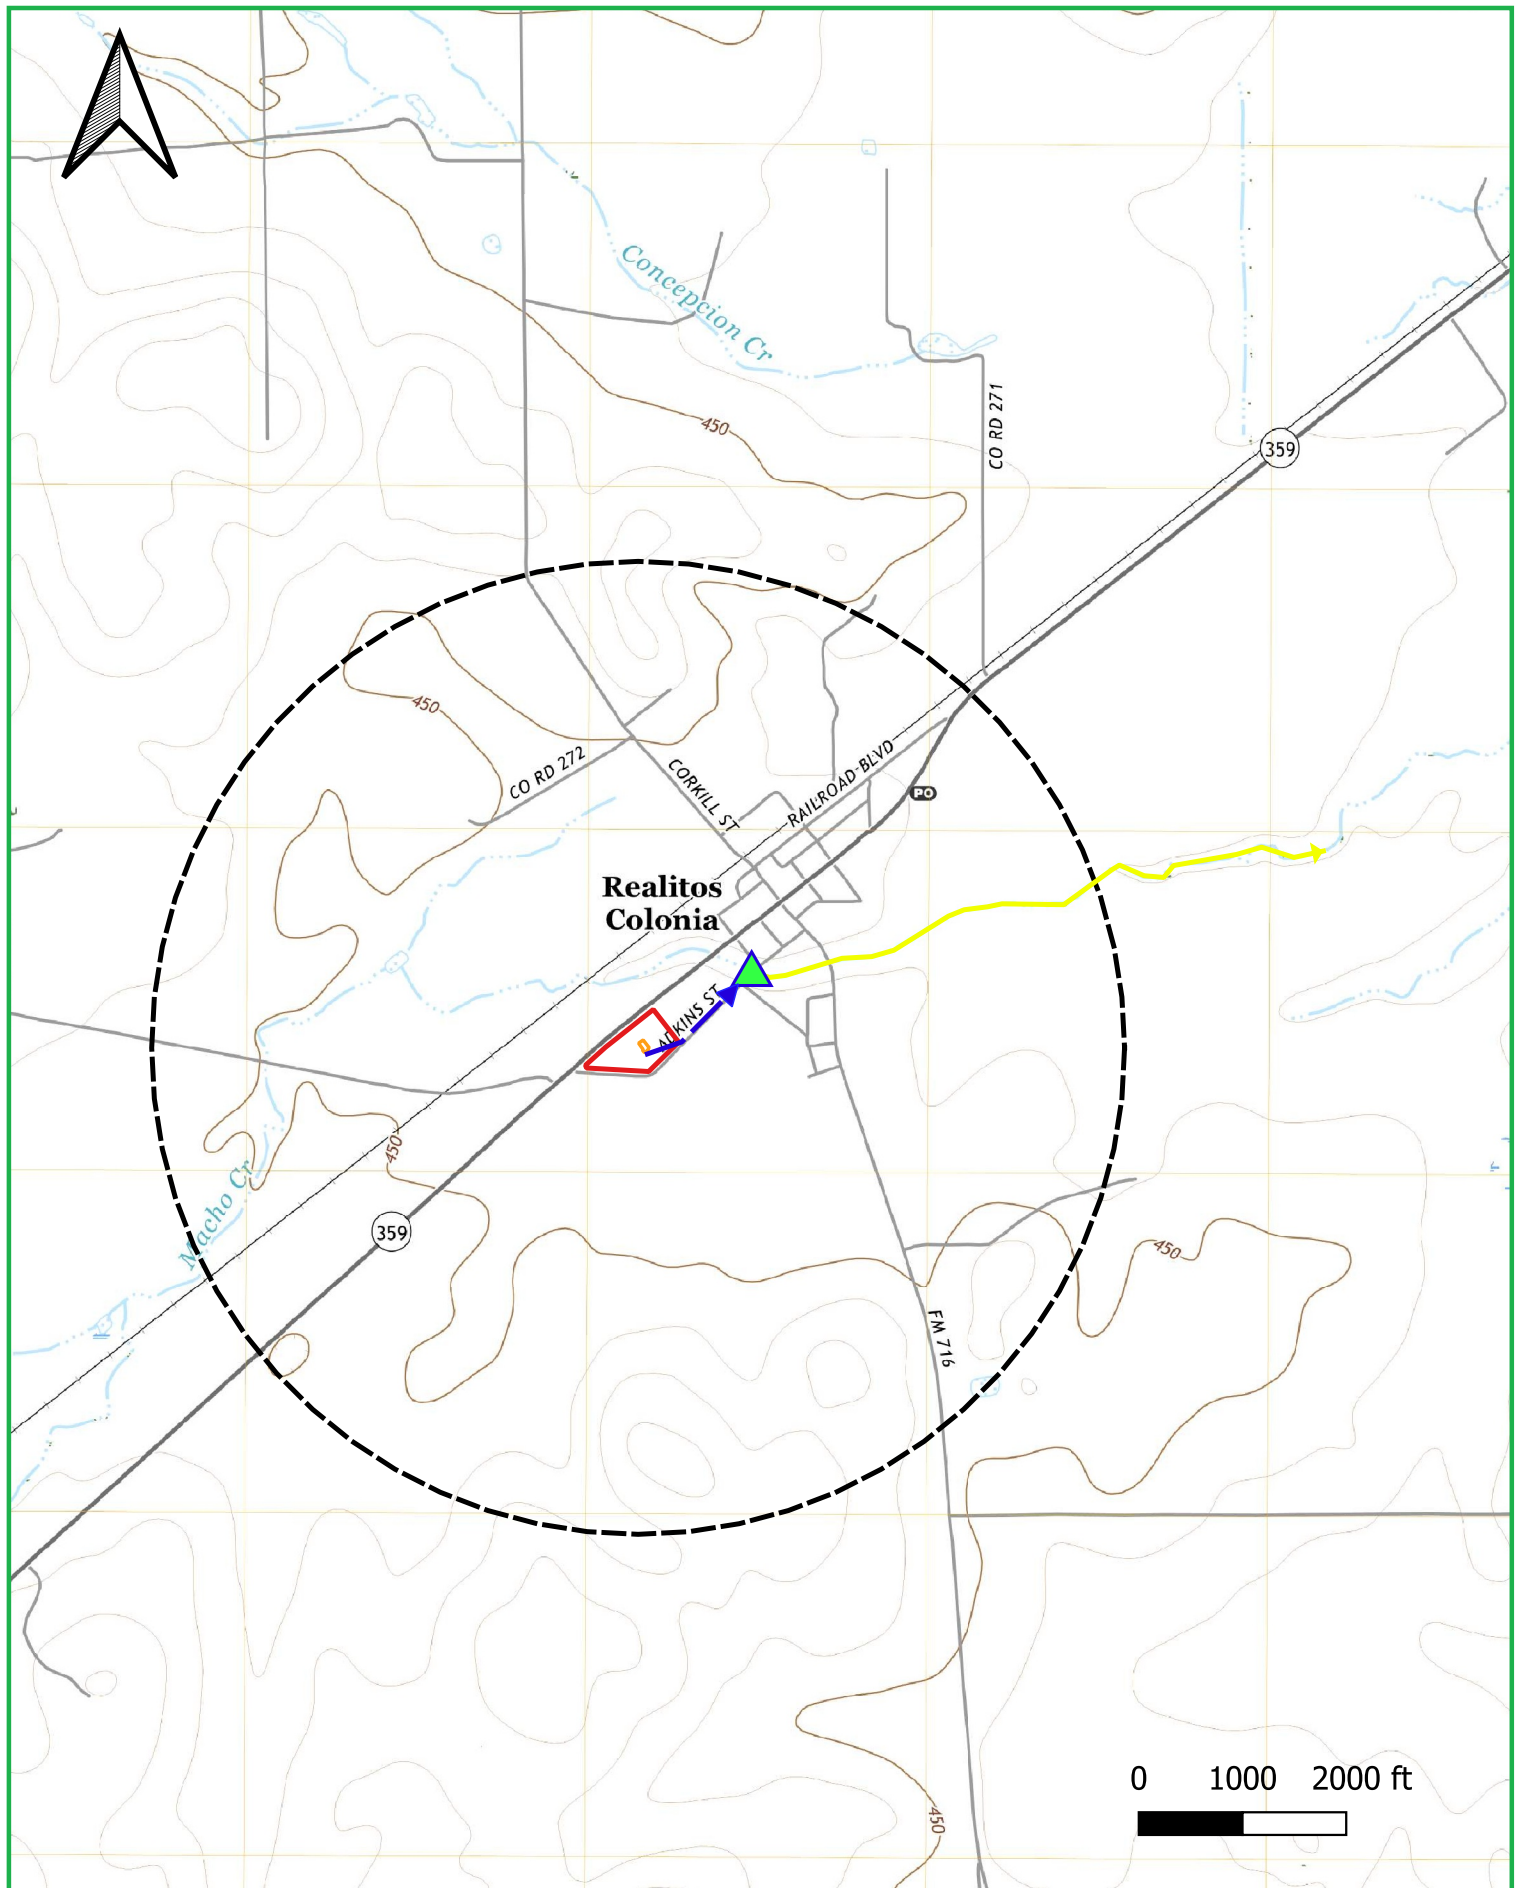 Concepcion Cr
450
CO RD 271
359
450
CO RD 272
CORKILL ST
RAILROAD BLVD
PO
Realitos
Colonia
ADKINS ST
450
Macho Cr
359
450
FM 716
0 1000 2000 ft
450